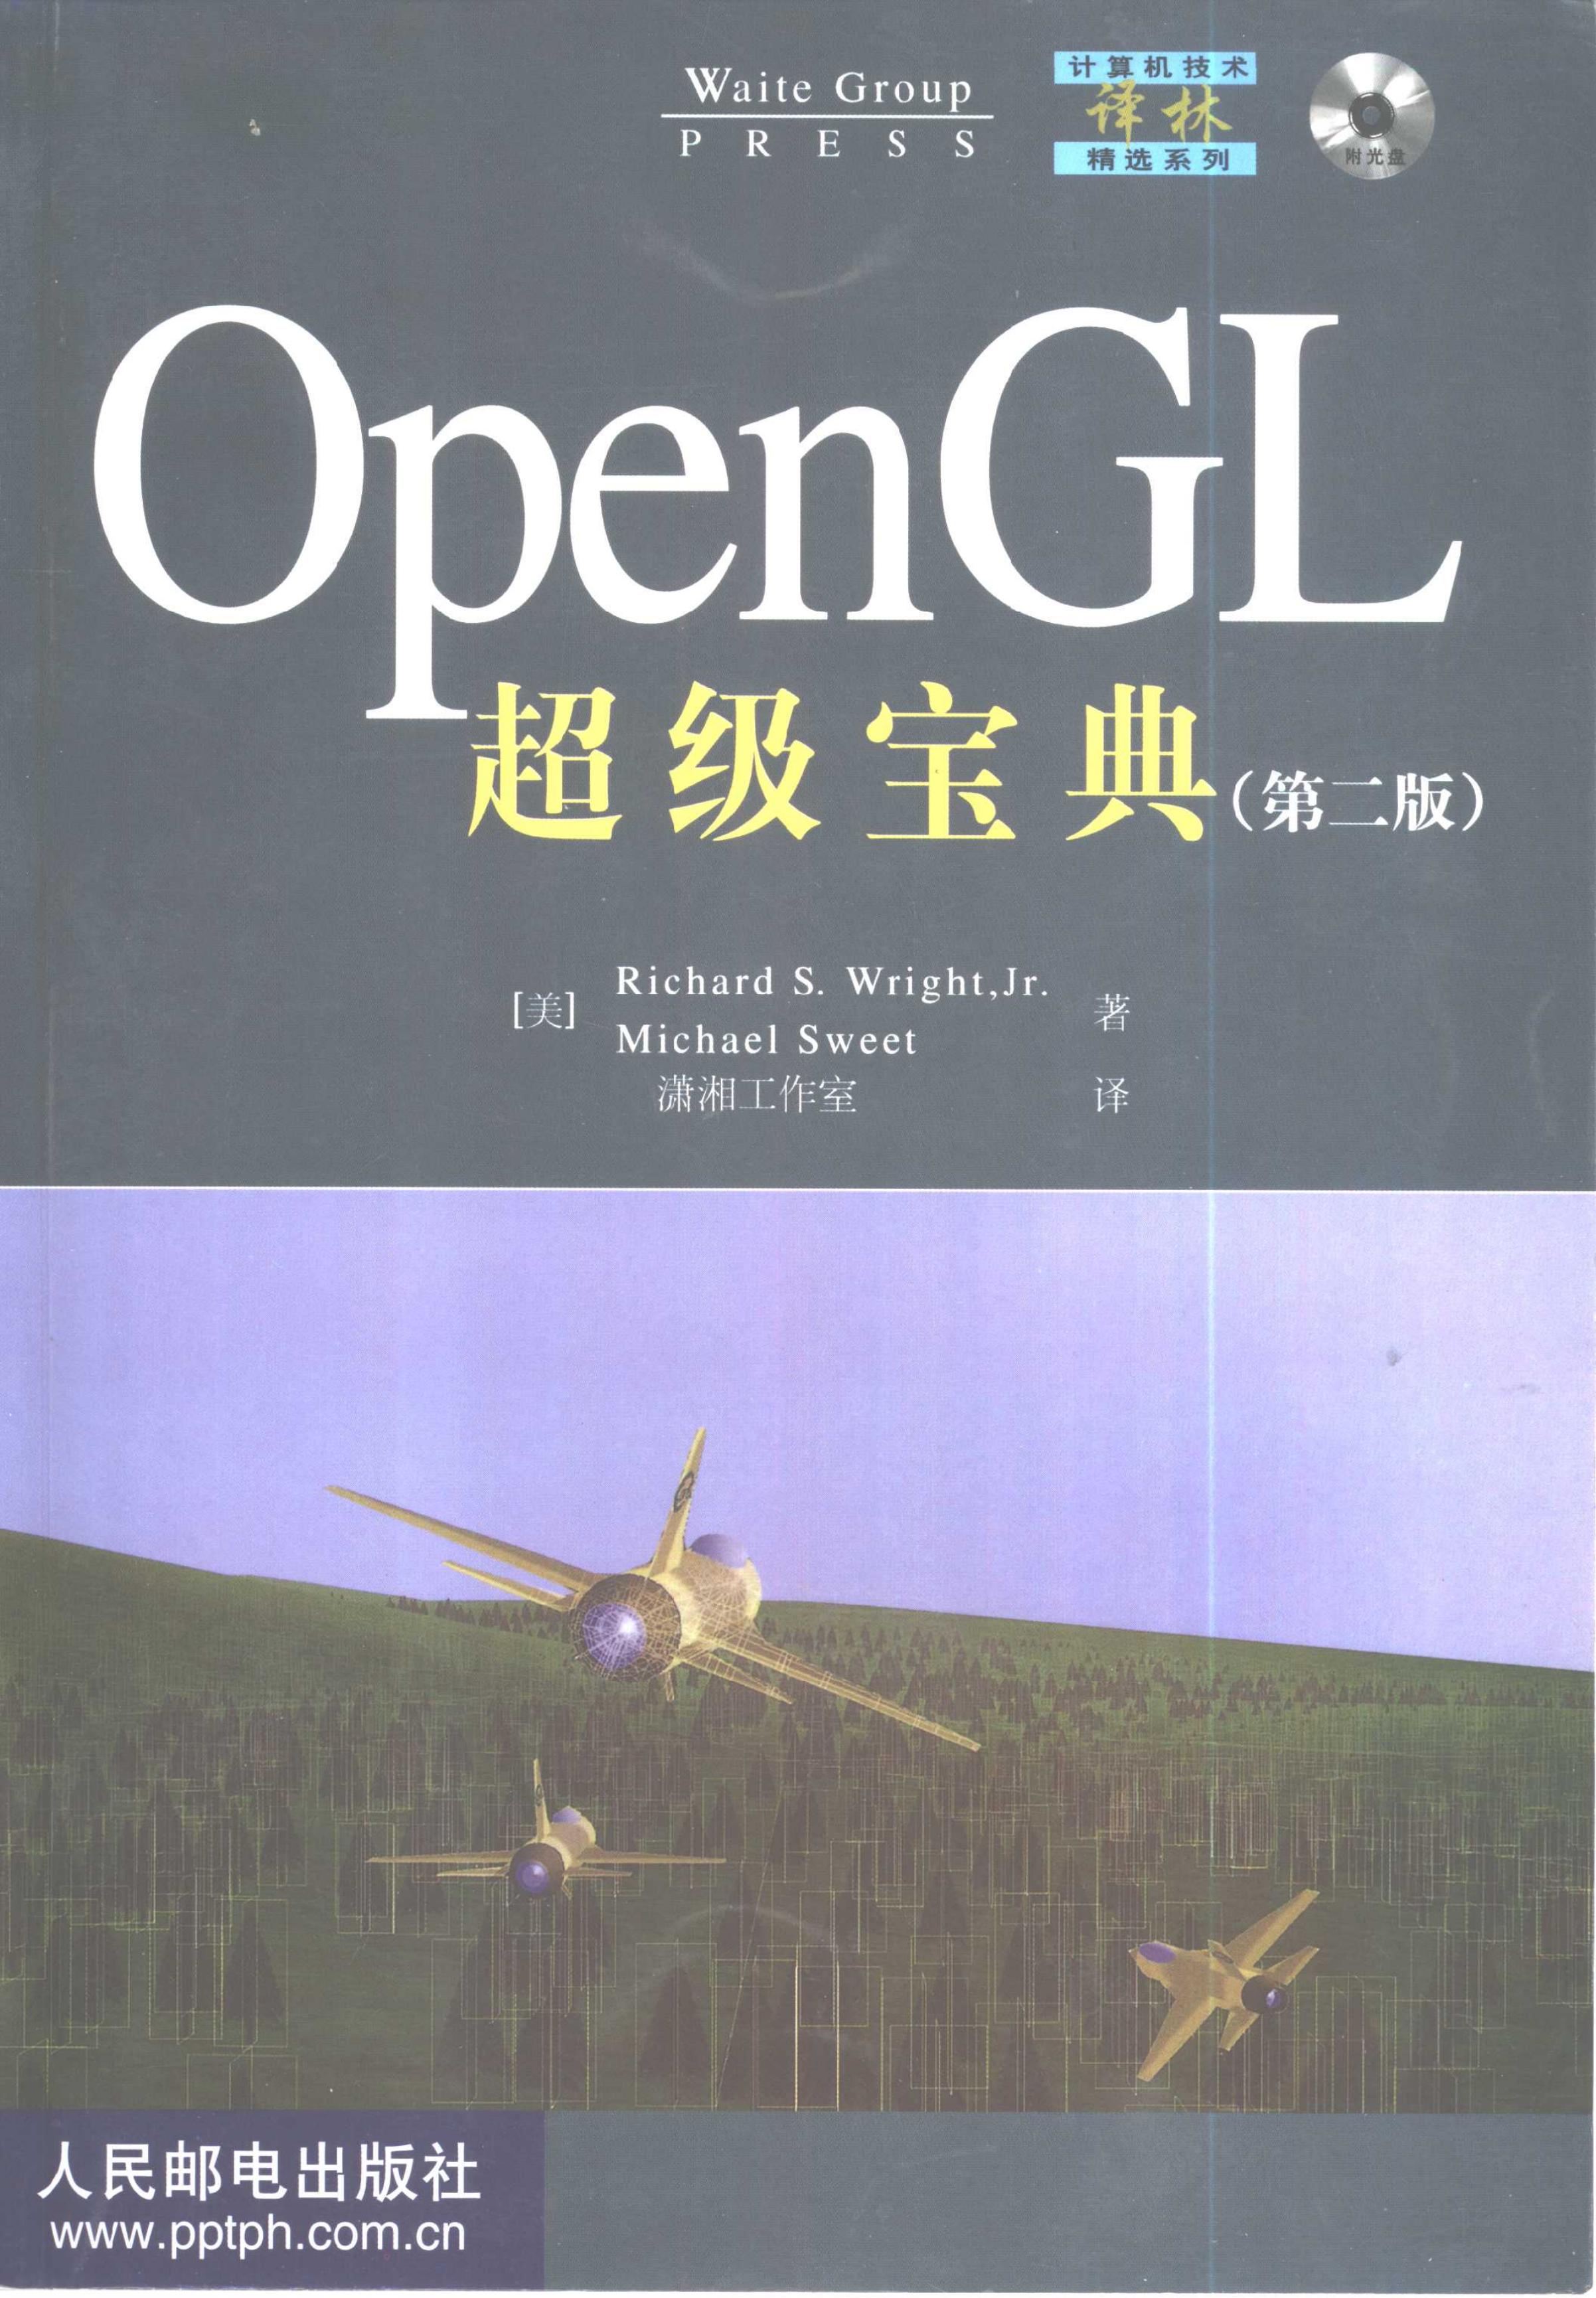 Waite Group
PRESS
计算机技术
译林
精选系列
附光盘
OpenGL
超级宝典(第二版)
[美] Richard S. Wright,Jr. 著
Michael Sweet
潇湘工作室 译
人民邮电出版社
www.pptph.com.cn